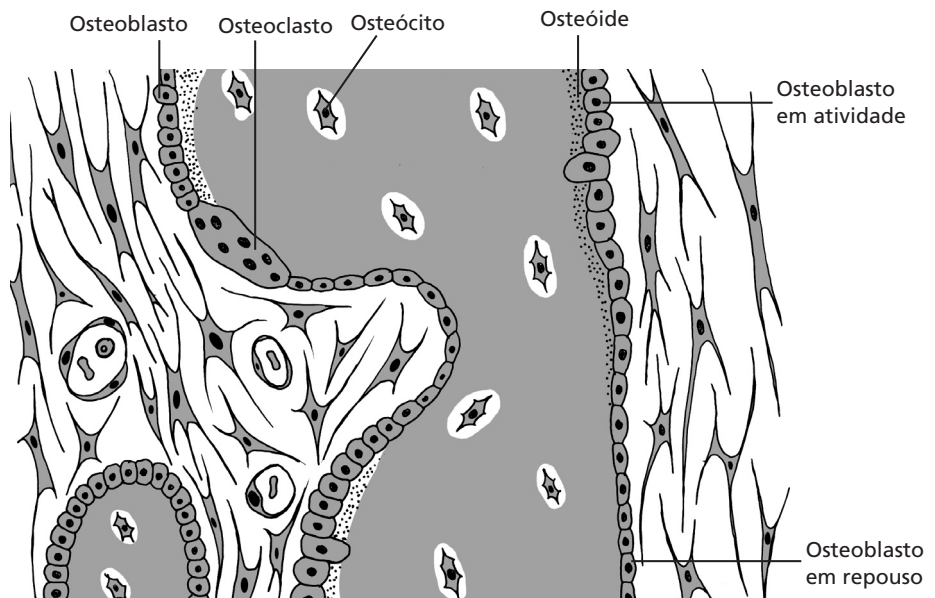 Osteoblasto
Osteoclasto
Osteócito
Osteóide
Osteoblasto
em atividade
Osteoblasto
em repouso